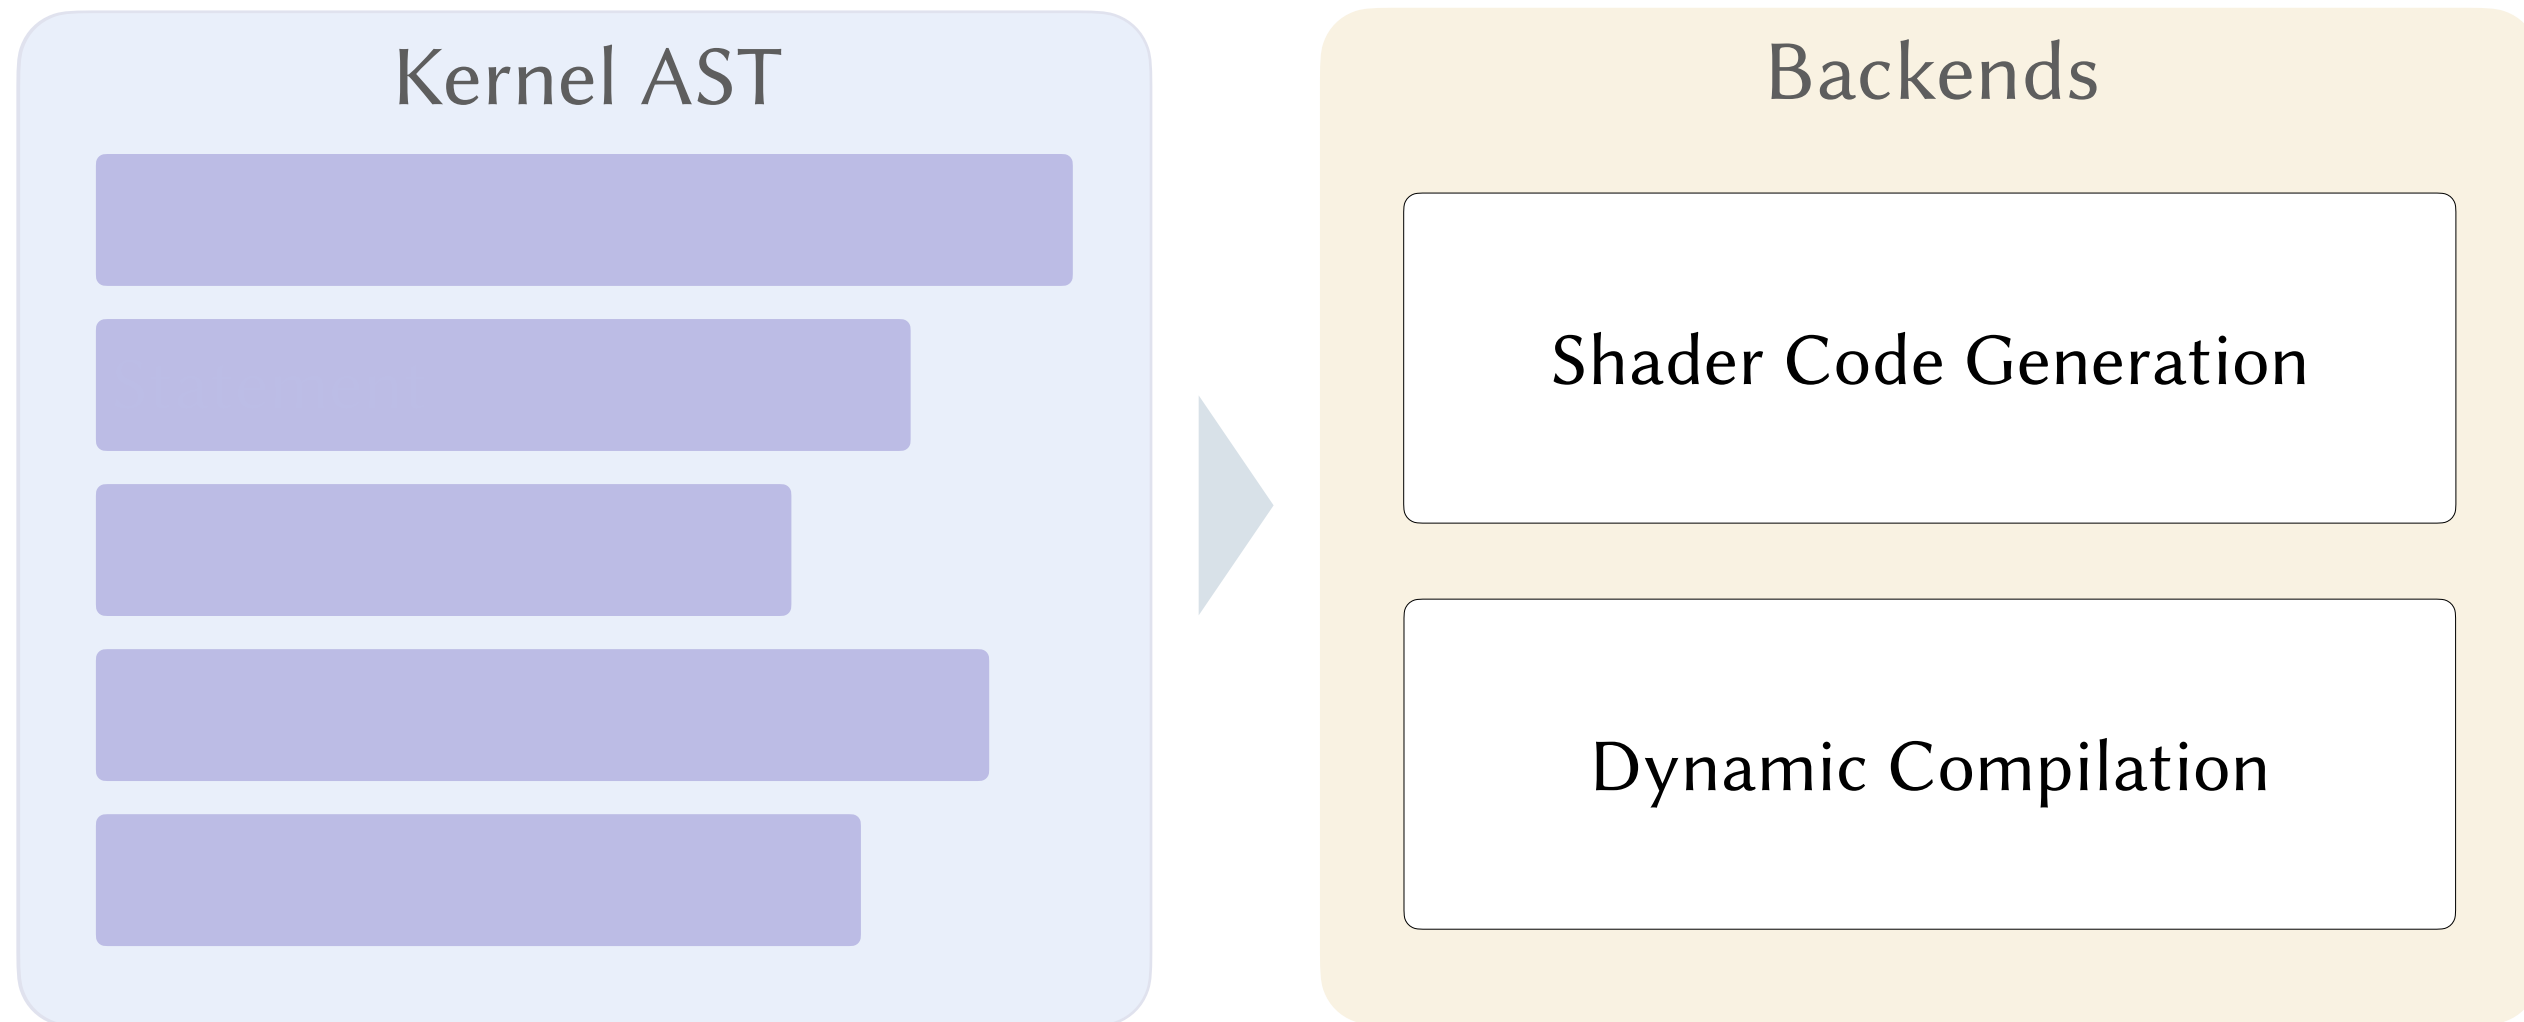 Kernel AST
Backends
Shader Code Generation
Dynamic Compilation